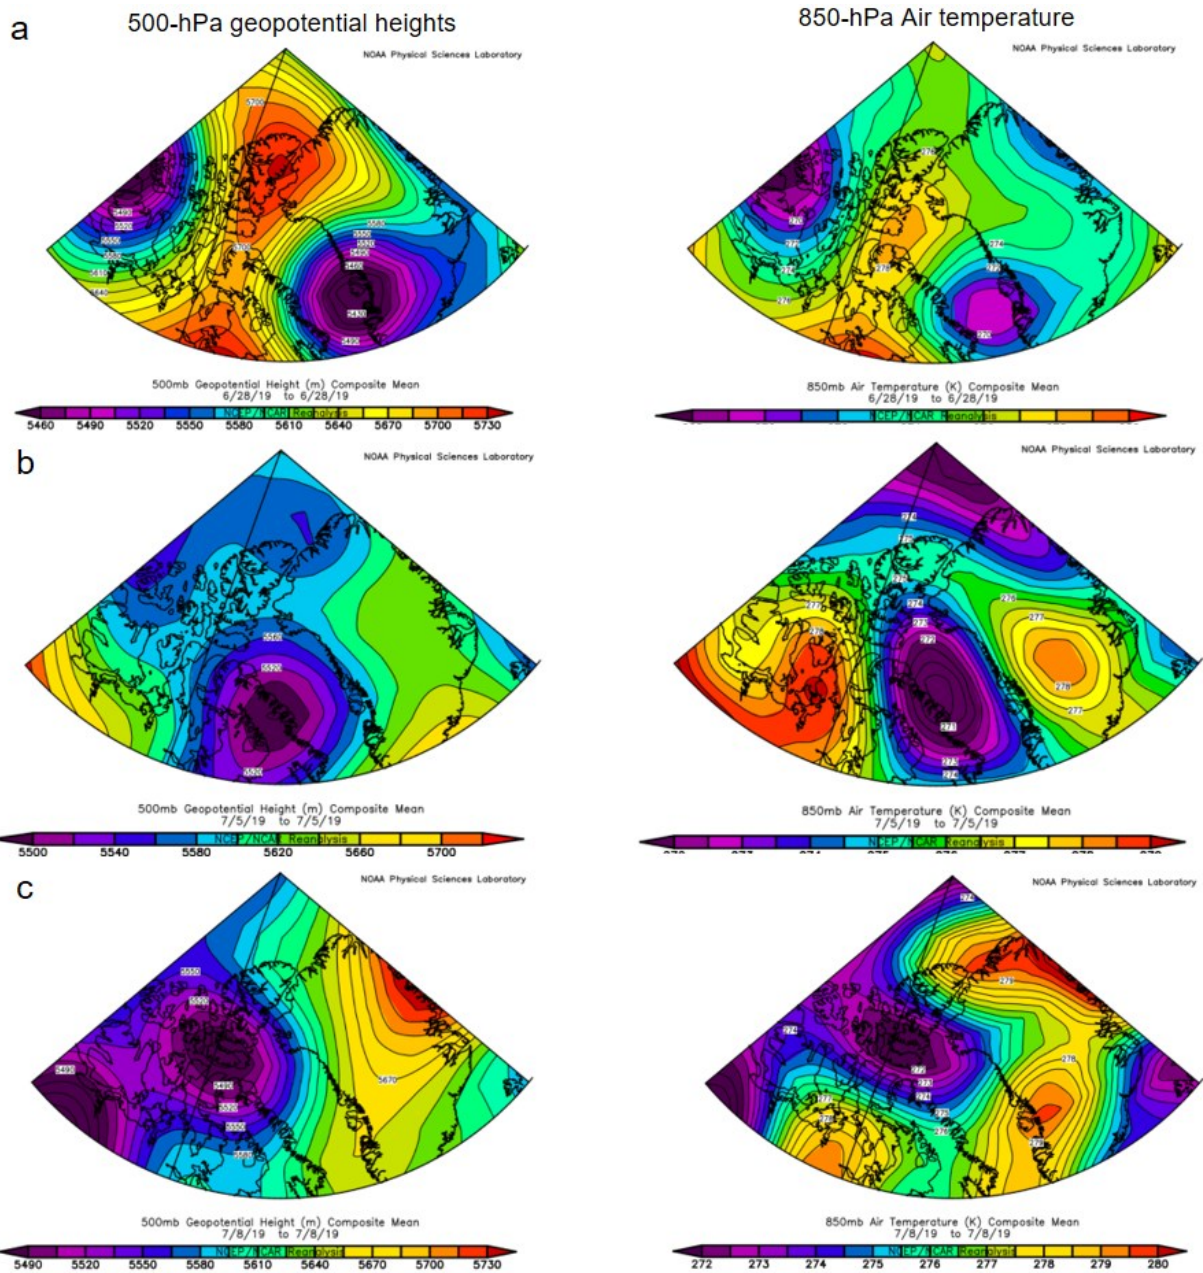 a
500-hPa geopotential heights
850-hPa Air temperature
NOAA Physical Sciences Laboratory
NOAA Physical Sciences Laboratory
5700
5490
5520
5550
5580
5610
5640
5700
5580
5550
5520
5490
5460
5430
5490
276
270
272
274
276
278
274
272
270
500mb Geopotential Height (m) Composite Mean
6/28/19 to 6/28/19
NCEP/NCAR Reanalysis
5460 5490 5520 5550 5580 5610 5640 5670 5700 5730
850mb Air Temperature (K) Composite Mean
6/28/19 to 6/28/19
NCEP/NCAR Reanalysis
b
NOAA Physical Sciences Laboratory
NOAA Physical Sciences Laboratory
5560
5520
5520
274
275
275
274
273
272
277
278
276
277
278
277
271
273
274
500mb Geopotential Height (m) Composite Mean
7/5/19 to 7/5/19
NCEP/NCAR Reanalysis
5500 5540 5580 5620 5660 5700
850mb Air Temperature (K) Composite Mean
7/5/19 to 7/5/19
NCEP/NCAR Reanalysis
c
NOAA Physical Sciences Laboratory
NOAA Physical Sciences Laboratory
5550
5520
5490
5490
5520
5550
5580
5670
274
279
274
278
272
273
274
275
276
277
278
279
500mb Geopotential Height (m) Composite Mean
7/8/19 to 7/8/19
NCEP/NCAR Reanalysis
5490 5520 5550 5580 5610 5640 5670 5700 5730
850mb Air Temperature (K) Composite Mean
7/8/19 to 7/8/19
NCEP/NCAR Reanalysis
272 273 274 275 276 277 278 279 280